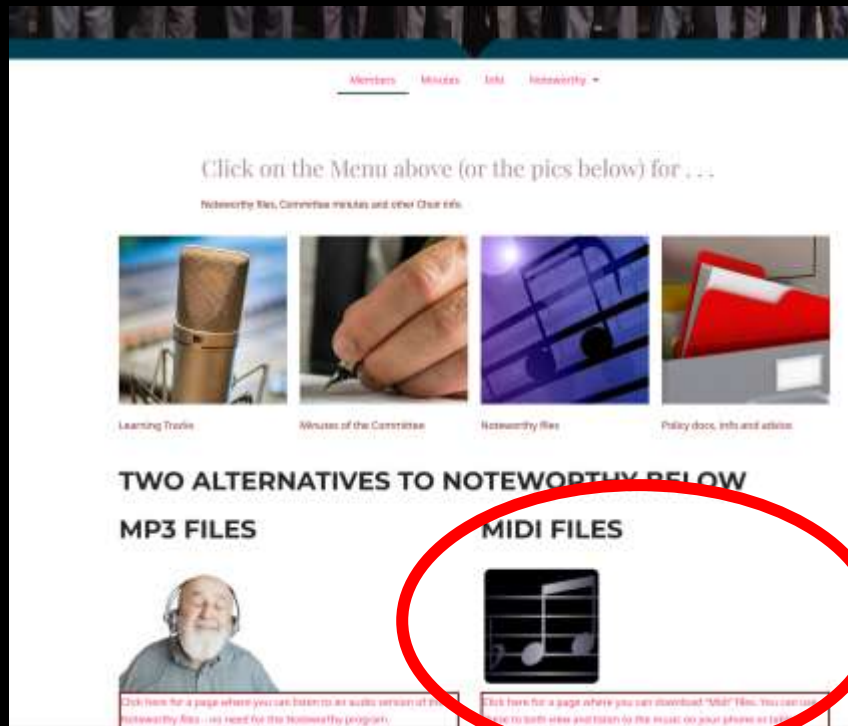 Members Minutes Info Noteworthy
Click on the Menu above (or the pics below) for . . .
Noteworthy files, Committee minutes and other Choir info.
Learning Tracks
Minutes of the Committee
Noteworthy files
Policy docs, info and advice
TWO ALTERNATIVES TO NOTEWORTHY BELOW
MP3 FILES
MIDI FILES
Click here for a page where you can listen to an audio version of the
Noteworthy files - no need for the Noteworthy program.
Click here for a page where you can download "Midi" files. You can use
these to both view and listen to the music on your phone or tablet